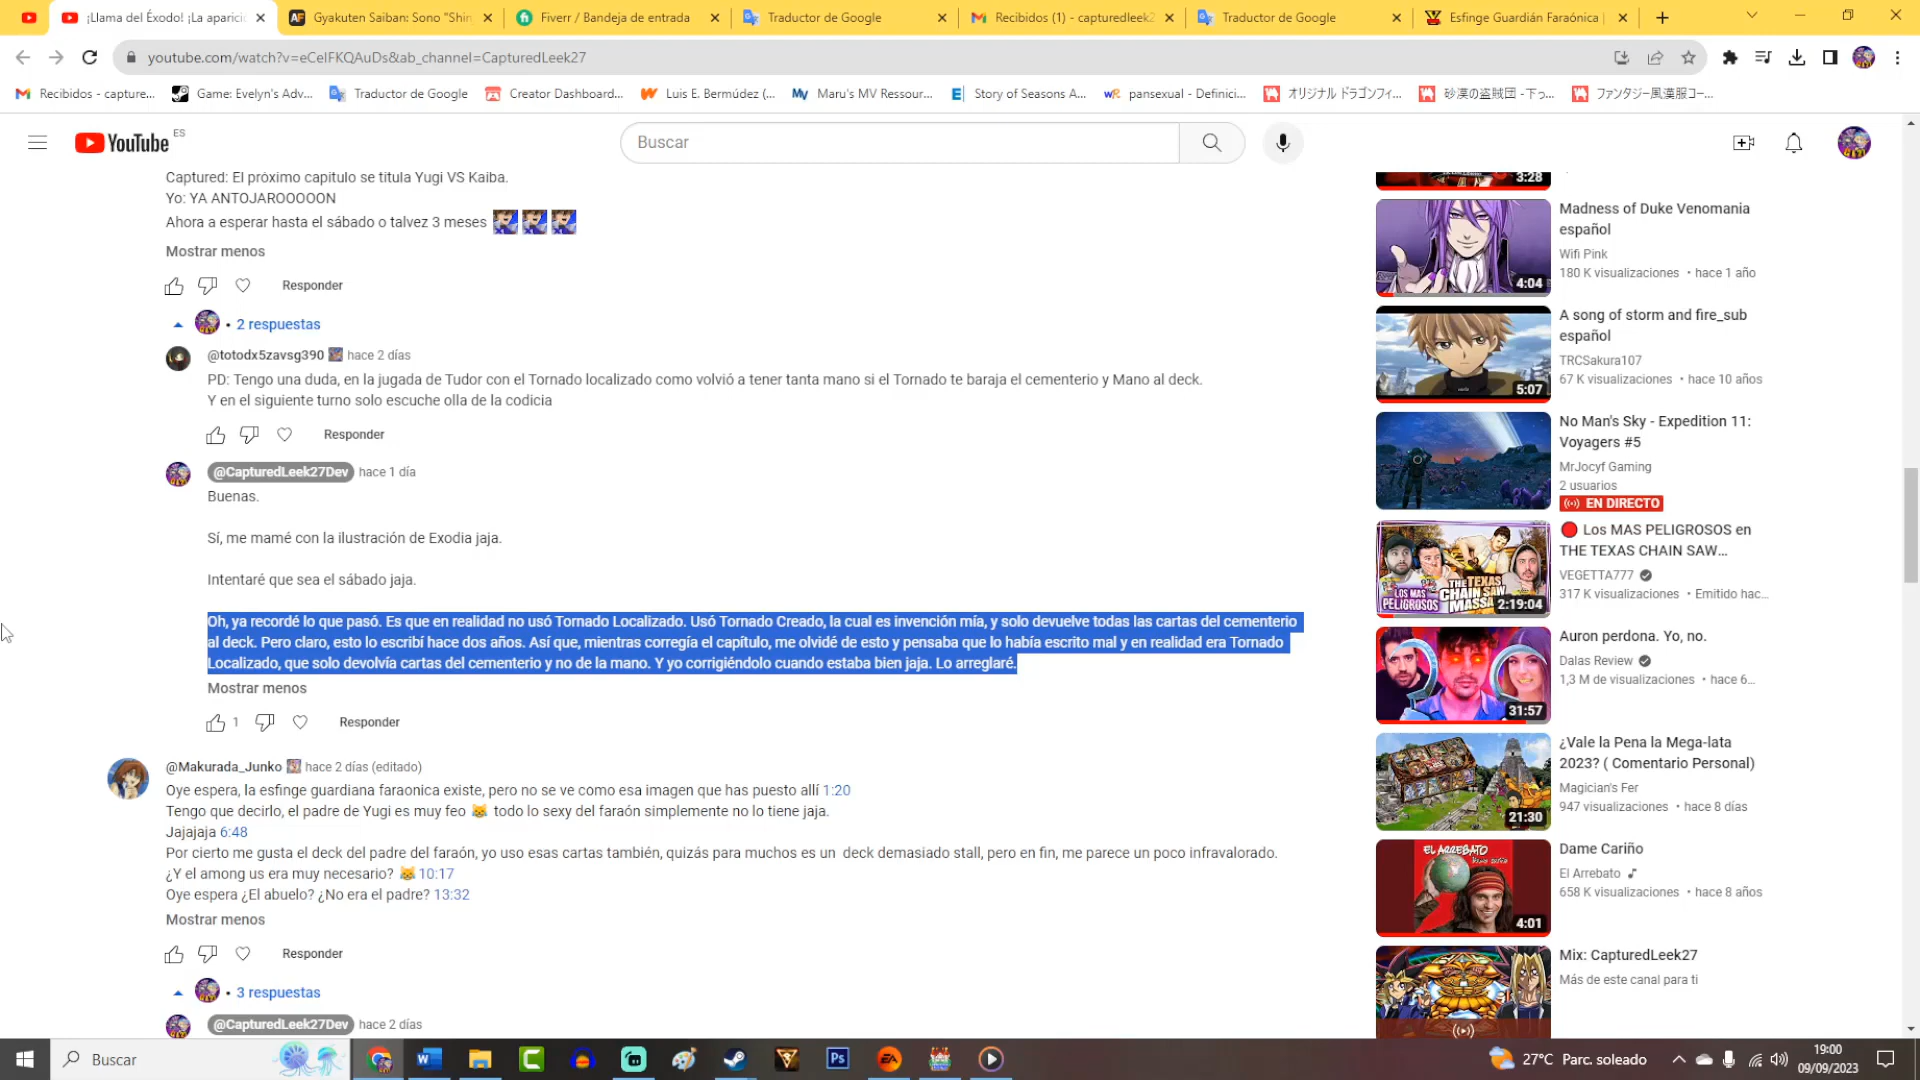 ¡Llama del Éxodo! ¡La aparici
Gyakuten Saiban: Sono "Shin
Fiverr / Bandeja de entrada
Traductor de Google
Recibidos (1) - capturedleek2
Traductor de Google
Esfinge Guardián Faraónica |
youtube.com/watch?v=eCeIFKQAuDs&ab_channel=CapturedLeek27
Recibidos - capture...
Game: Evelyn's Adv...
Traductor de Google
Creator Dashboard...
Luis E. Bermúdez (...
Maru's MV Ressour...
Story of Seasons A...
pansexual - Definici...
オリジナル ドラゴンフィ...
砂漠の盗賊団 - 下っ...
ファンタジー風漢服コー...
YouTube ES
Buscar
Captured: El próximo capitulo se titula Yugi VS Kaiba.
Yo: YA ANTOJAROOOOON
Ahora a esperar hasta el sábado o talvez 3 meses
Mostrar menos
Responder
2 respuestas
@totodx5zavsg390 hace 2 días
PD: Tengo una duda, en la jugada de Tudor con el Tornado localizado como volvió a tener tanta mano si el Tornado te baraja el cementerio y Mano al deck.
Y en el siguiente turno solo escuche olla de la codicia
Responder
@CapturedLeek27Dev hace 1 día
Buenas.
Sí, me mamé con la ilustración de Exodia jaja.
Intentaré que sea el sábado jaja.
Oh, ya recordé lo que pasó. Es que en realidad no usó Tornado Localizado. Usó Tornado Creado, la cual es invención mía, y solo devuelve todas las cartas del cementerio
al deck. Pero claro, esto lo escribí hace dos años. Así que, mientras corregía el capítulo, me olvidé de esto y pensaba que lo había escrito mal y en realidad era Tornado
Localizado, que solo devolvía cartas del cementerio y no de la mano. Y yo corrigiéndolo cuando estaba bien jaja. Lo arreglaré.
Mostrar menos
1
Responder
@Makurada_Junko hace 2 días (editado)
Oye espera, la esfinge guardiana faraonica existe, pero no se ve como esa imagen que has puesto allí 1:20
Tengo que decirlo, el padre de Yugi es muy feo 😹 todo lo sexy del faraón simplemente no lo tiene jaja.
Jajajaja 6:48
Por cierto me gusta el deck del padre del faraón, yo uso esas cartas también, quizás para muchos es un deck demasiado stall, pero en fin, me parece un poco infravalorado.
¿Y el among us era muy necesario? 😹 10:17
Oye espera ¿El abuelo? ¿No era el padre? 13:32
Mostrar menos
Responder
3 respuestas
@CapturedLeek27Dev hace 2 días
3:28
Madness of Duke Venomania
español
Wifi Pink
180 K visualizaciones • hace 1 año
4:04
A song of storm and fire_sub
español
TRCSakura107
67 K visualizaciones • hace 10 años
5:07
No Man's Sky - Expedition 11:
Voyagers #5
MrJocyf Gaming
2 usuarios
EN DIRECTO
🔴 Los MAS PELIGROSOS en
THE TEXAS CHAIN SAW...
VEGETTA777
317 K visualizaciones • Emitido hac...
LOS MAS
PELIGROSOS
THE TEXAS
CHAIN SAW
MASSA
2:19:04
Auron perdona. Yo, no.
Dalas Review
1,3 M de visualizaciones • hace 6...
31:57
¿Vale la Pena la Mega-lata
2023? ( Comentario Personal)
Magician's Fer
947 visualizaciones • hace 8 días
21:30
Dame Cariño
El Arrebato
658 K visualizaciones • hace 8 años
EL ARREBATO
4:01
Mix: CapturedLeek27
Más de este canal para ti
Buscar
27°C Parc. soleado
19:00
09/09/2023